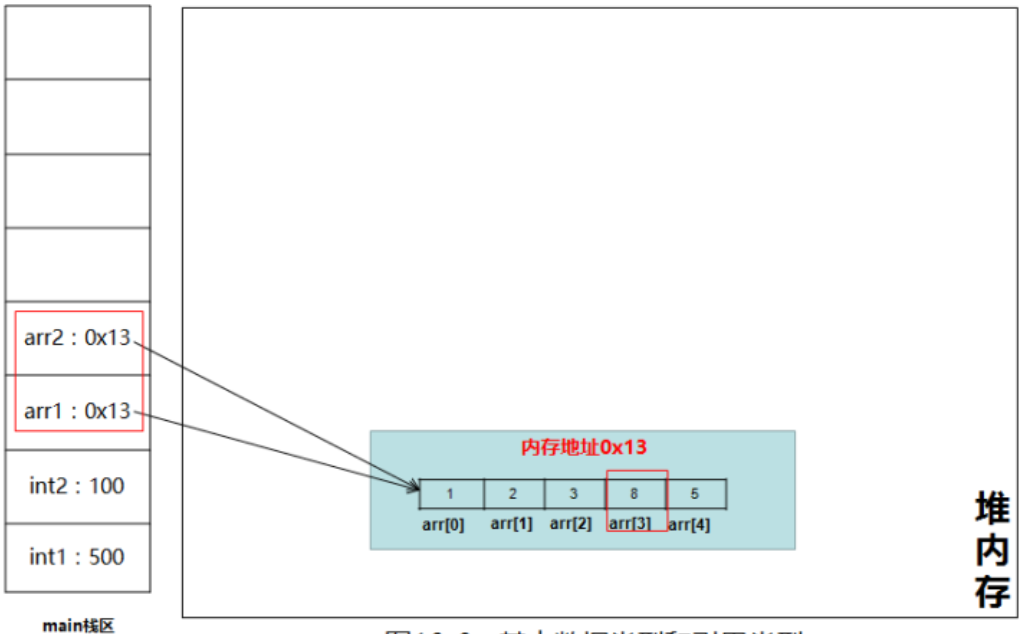 arr2：0x13
arr1：0x13
int2：100
int1：500
main栈区
内存地址0x13
1 2 3 8 5
arr[0] arr[1] arr[2] arr[3] arr[4]
堆内存